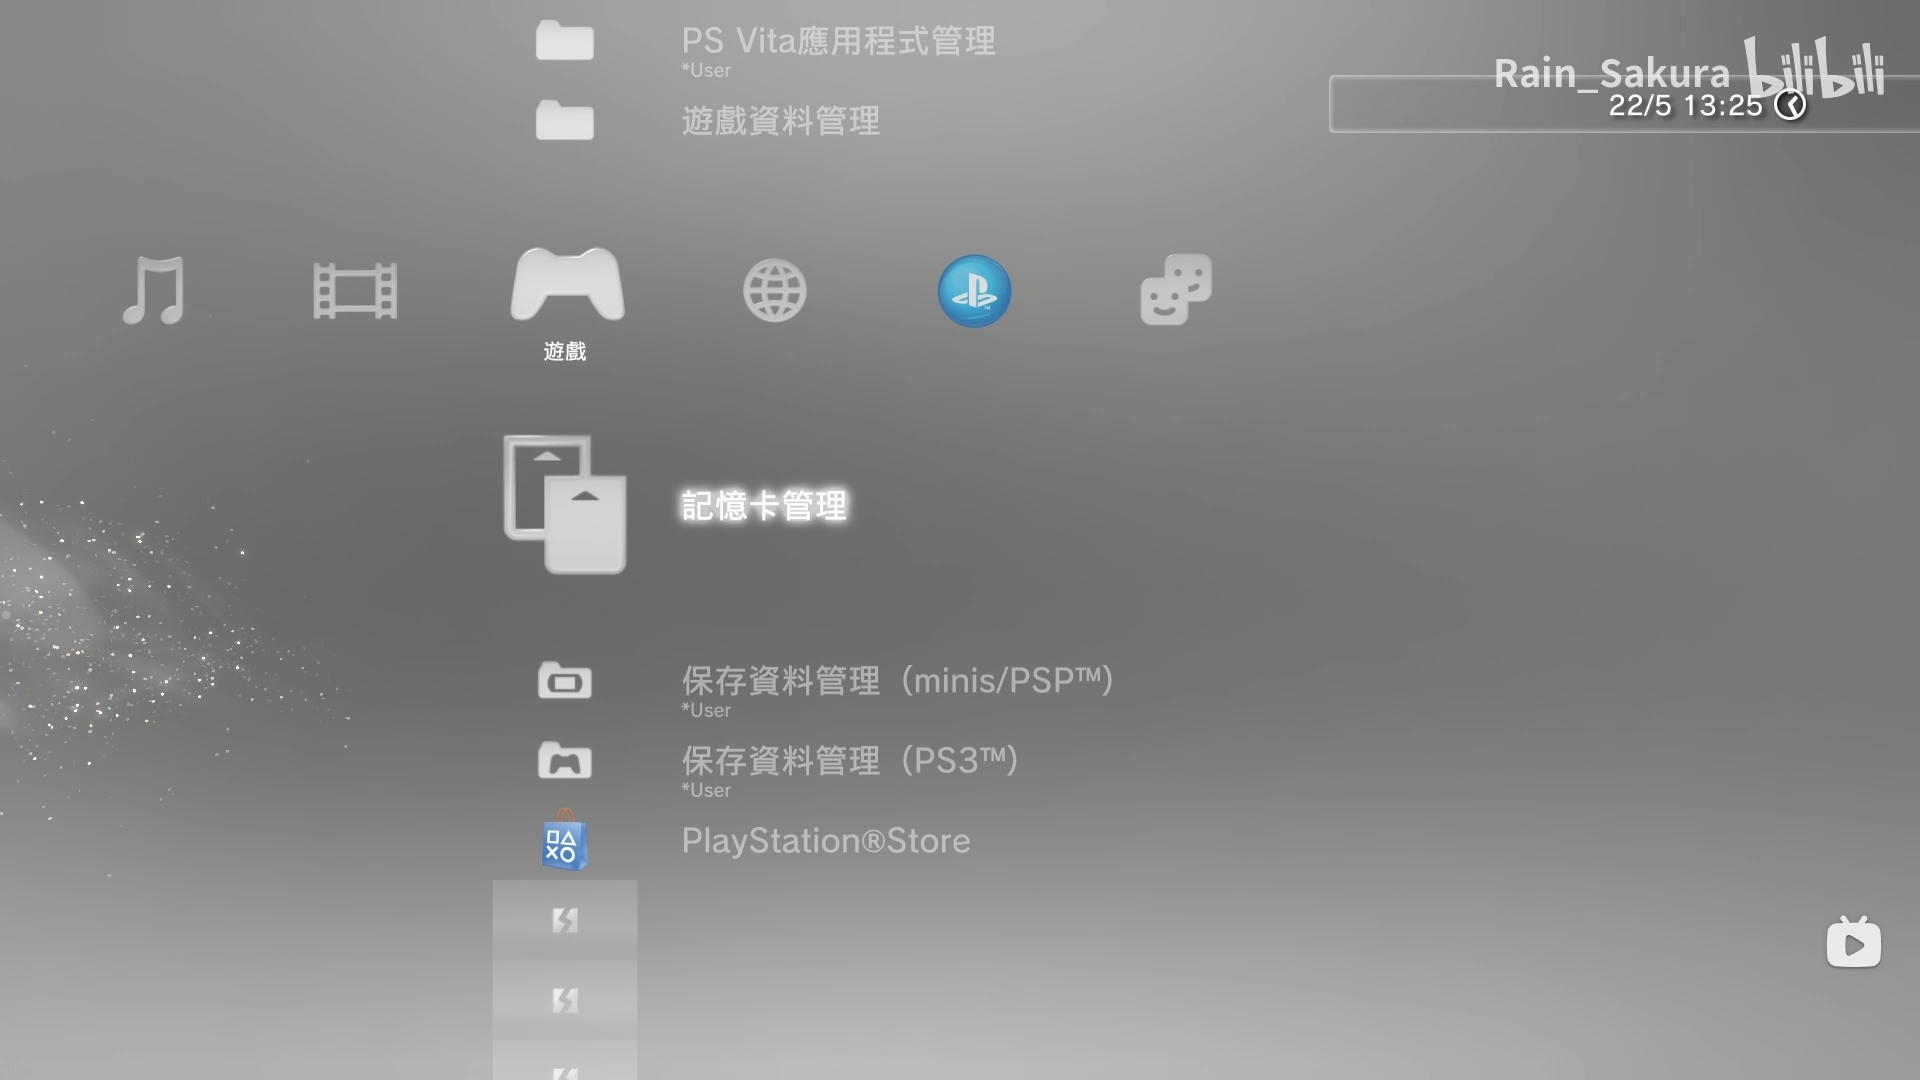 PS Vita應用程式管理
*User
遊戲資料管理
Rain_Sakura bilibili
22/5 13:25
遊戲
記憶卡管理
保存資料管理（minis/PSP™）
*User
保存資料管理（PS3™）
*User
PlayStation®Store